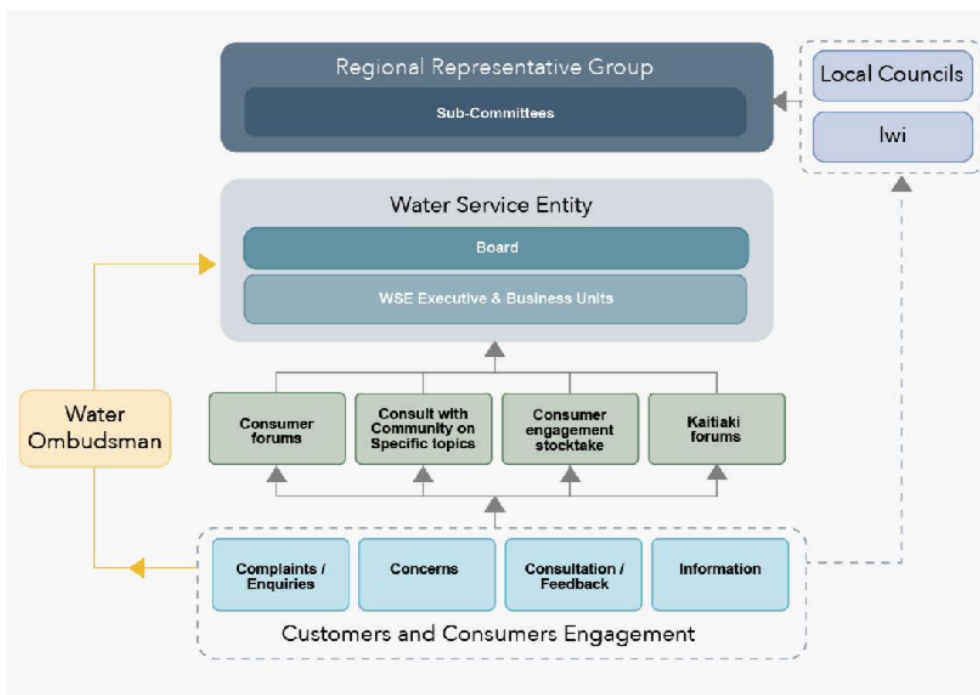 Regional Representative Group
Sub-Committees
Local Councils
Iwi
Water Service Entity
Board
WSE Executive & Business Units
Water
Ombudsman
Consumer
forums
Consult with
Community on
Specific topics
Consumer
engagement
stocktake
Kaitiaki
forums
Complaints /
Enquiries
Concerns
Consultation /
Feedback
Information
Customers and Consumers Engagement